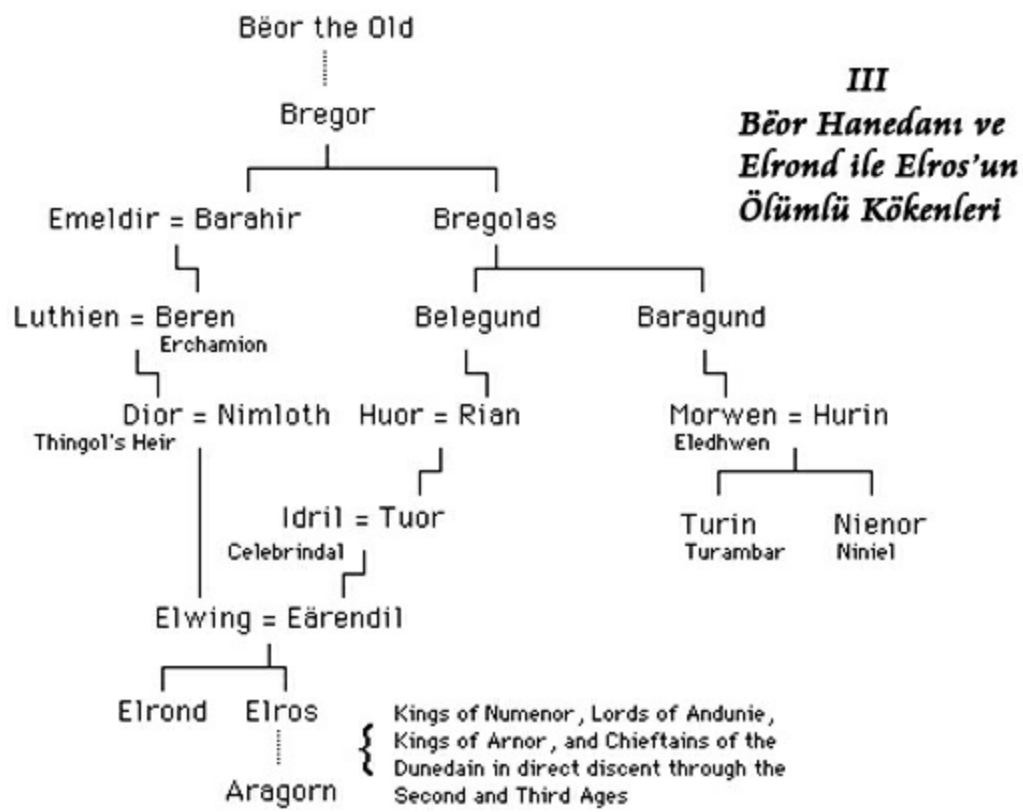 Bëor the Old
Bregor
III
Bëor Hanedanı ve
Elrond ile Elros'un
Ölümlü Kökenleri
Emeldir = Barahir
Bregolas
Luthien = Beren
Erchamion
Belegund
Baragund
Dior = Nimloth
Thingol's Heir
Huor = Rian
Morwen = Hurin
Eledhwen
Idril = Tuor
Celebrindal
Turin
Turambar
Nienor
Niniel
Elwing = Eärendil
Elrond
Elros
Aragorn
{
Kings of Numenor, Lords of Andunie,
Kings of Arnor, and Chieftains of the
Dunedain in direct discent through the
Second and Third Ages